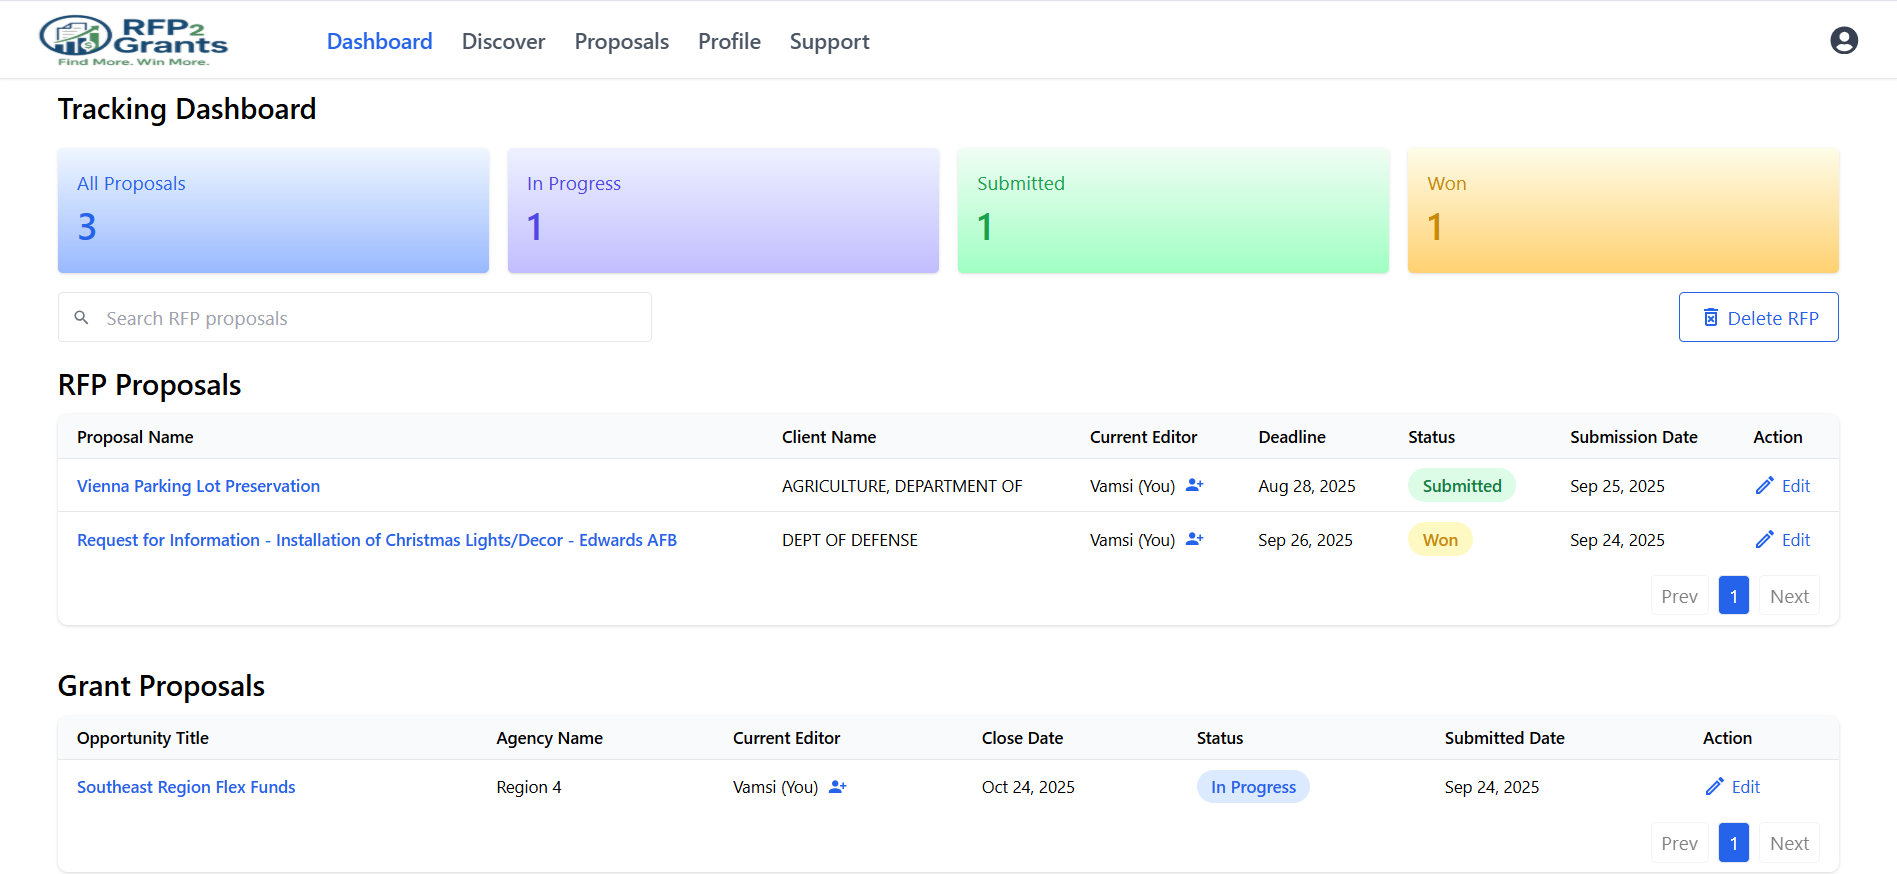 RFP2
Grants
Find More. Win More.
Dashboard Discover Proposals Profile Support
Tracking Dashboard
All Proposals In Progress Submitted Won
3 1 1 1
Search RFP proposals Delete RFP
RFP Proposals
Proposal Name Client Name Current Editor Deadline Status Submission Date Action
Vienna Parking Lot Preservation AGRICULTURE, DEPARTMENT OF Vamsi (You) Aug 28, 2025 Submitted Sep 25, 2025 Edit
Request for Information - Installation of Christmas Lights/Decor - Edwards AFB DEPT OF DEFENSE Vamsi (You) Sep 26, 2025 Won Sep 24, 2025 Edit
Prev 1 Next
Grant Proposals
Opportunity Title Agency Name Current Editor Close Date Status Submitted Date Action
Southeast Region Flex Funds Region 4 Vamsi (You) Oct 24, 2025 In Progress Sep 24, 2025 Edit
Prev 1 Next